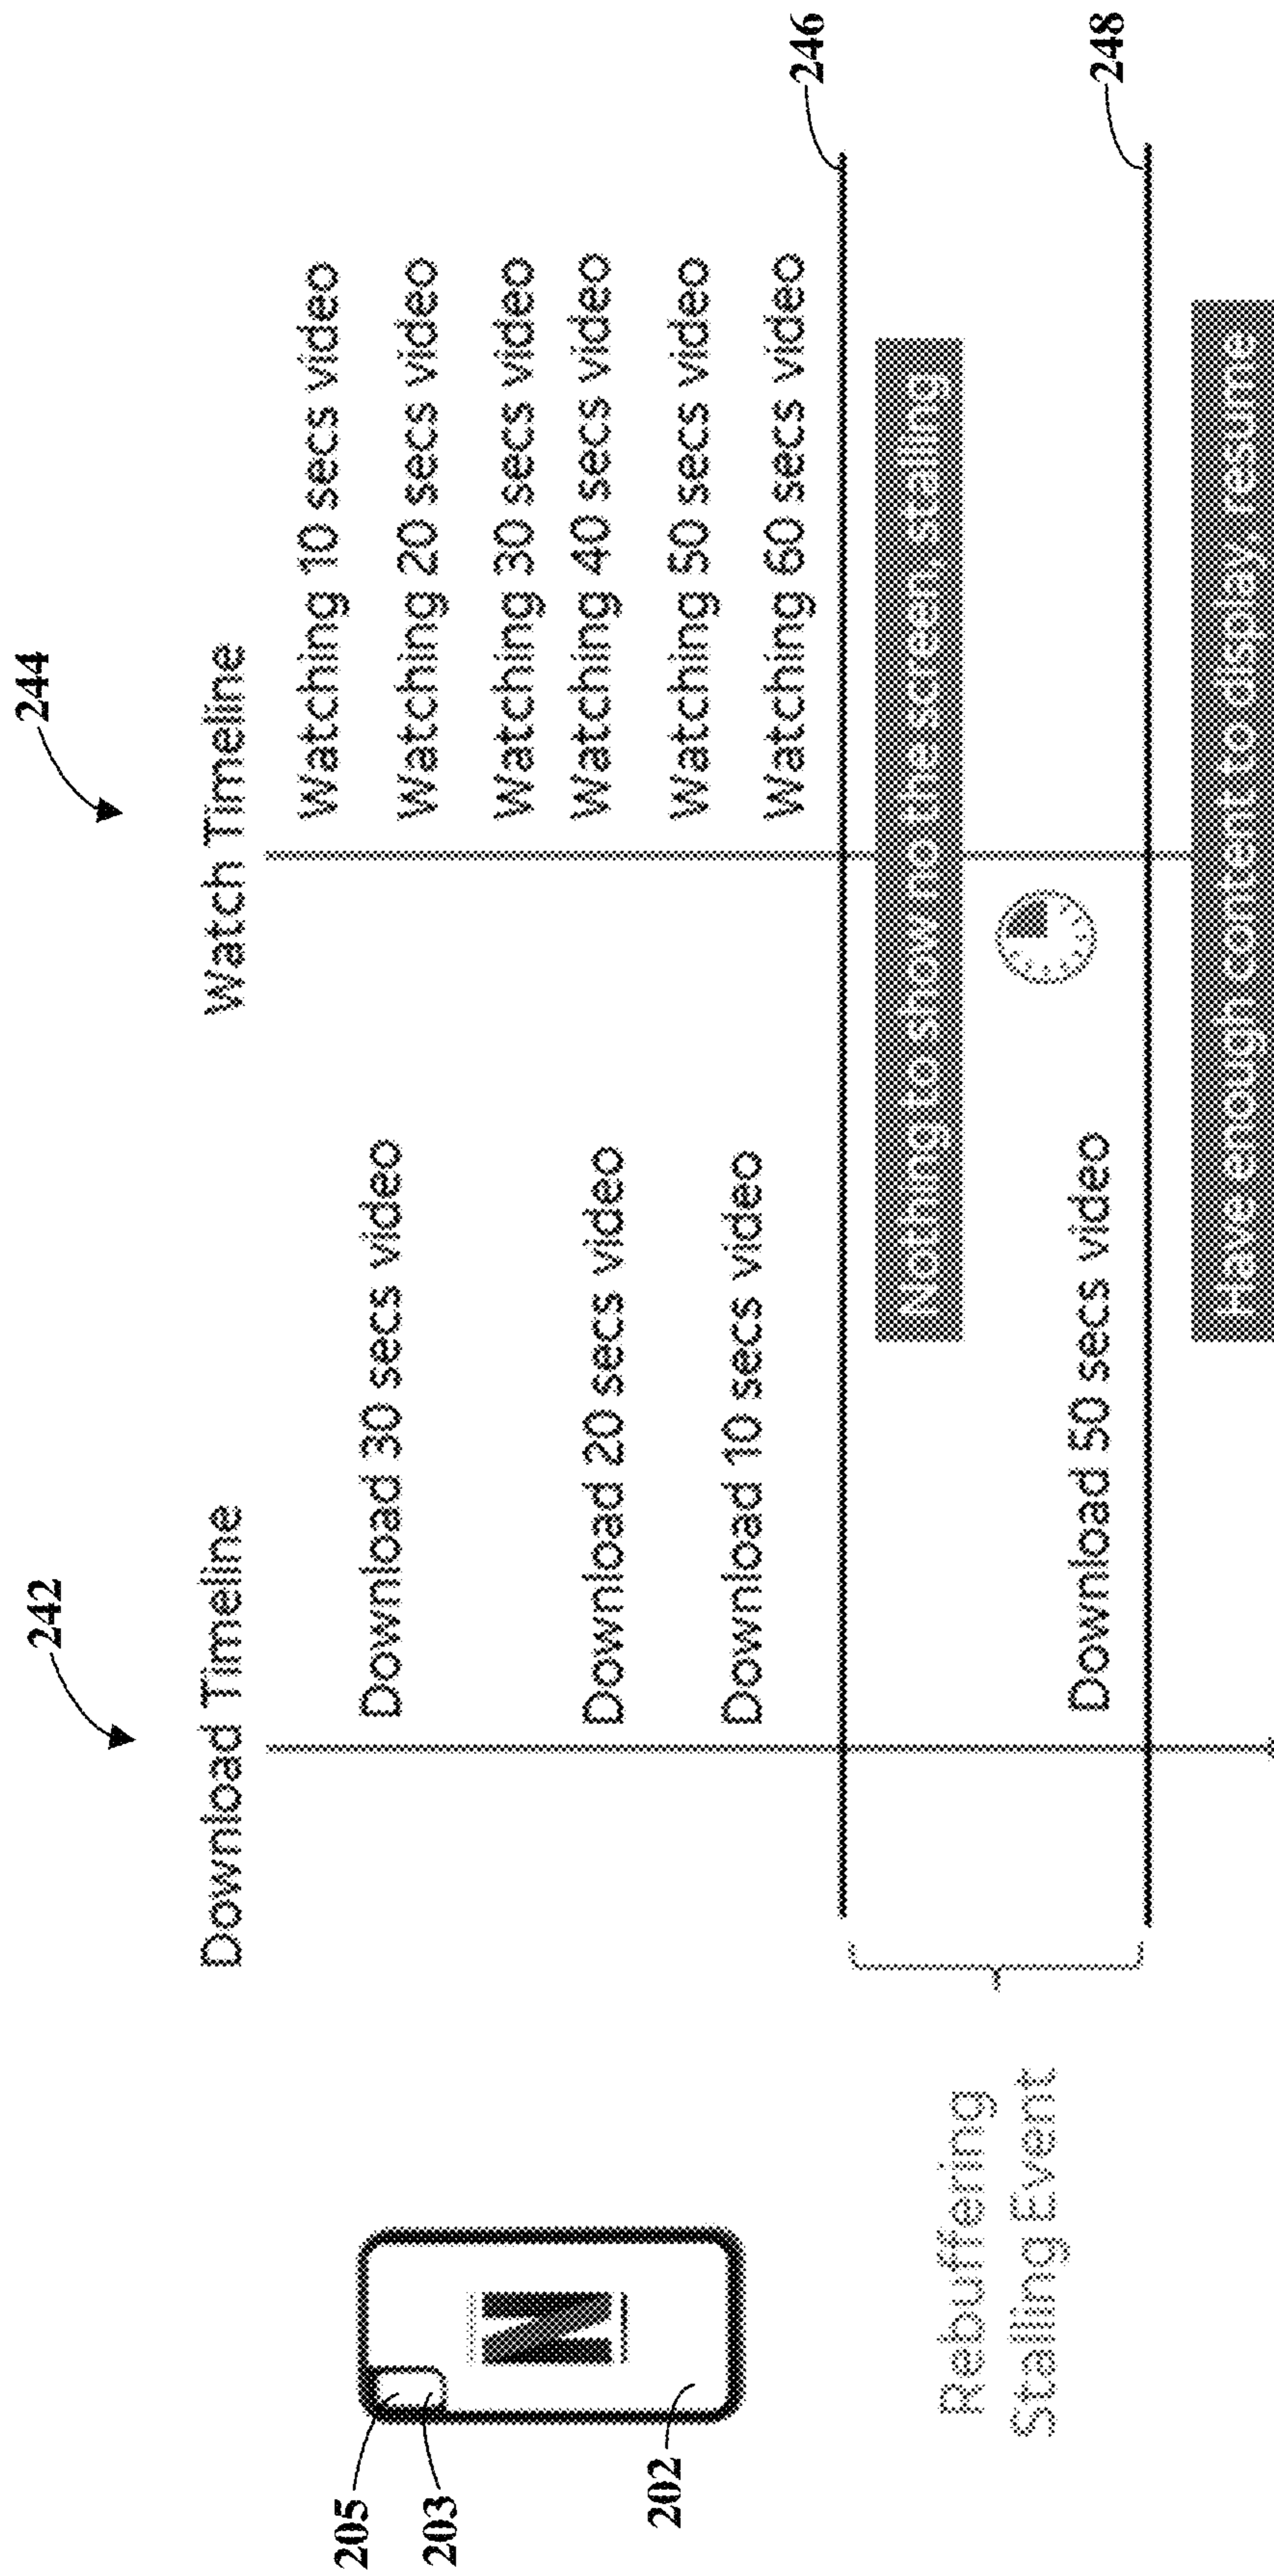 242
244
Download Timeline
Watch Timeline
Watching 10 secs video
205
Download 30 secs video
Watching 20 secs video
203
N
Watching 30 secs video
Download 20 secs video
Watching 40 secs video
202
Watching 50 secs video
Download 10 secs video
Watching 60 secs video
246
Nothing to show no the screen, stalling
Rebuffering
Stalling Event
Download 50 secs video
248
Have enough content to display, resume